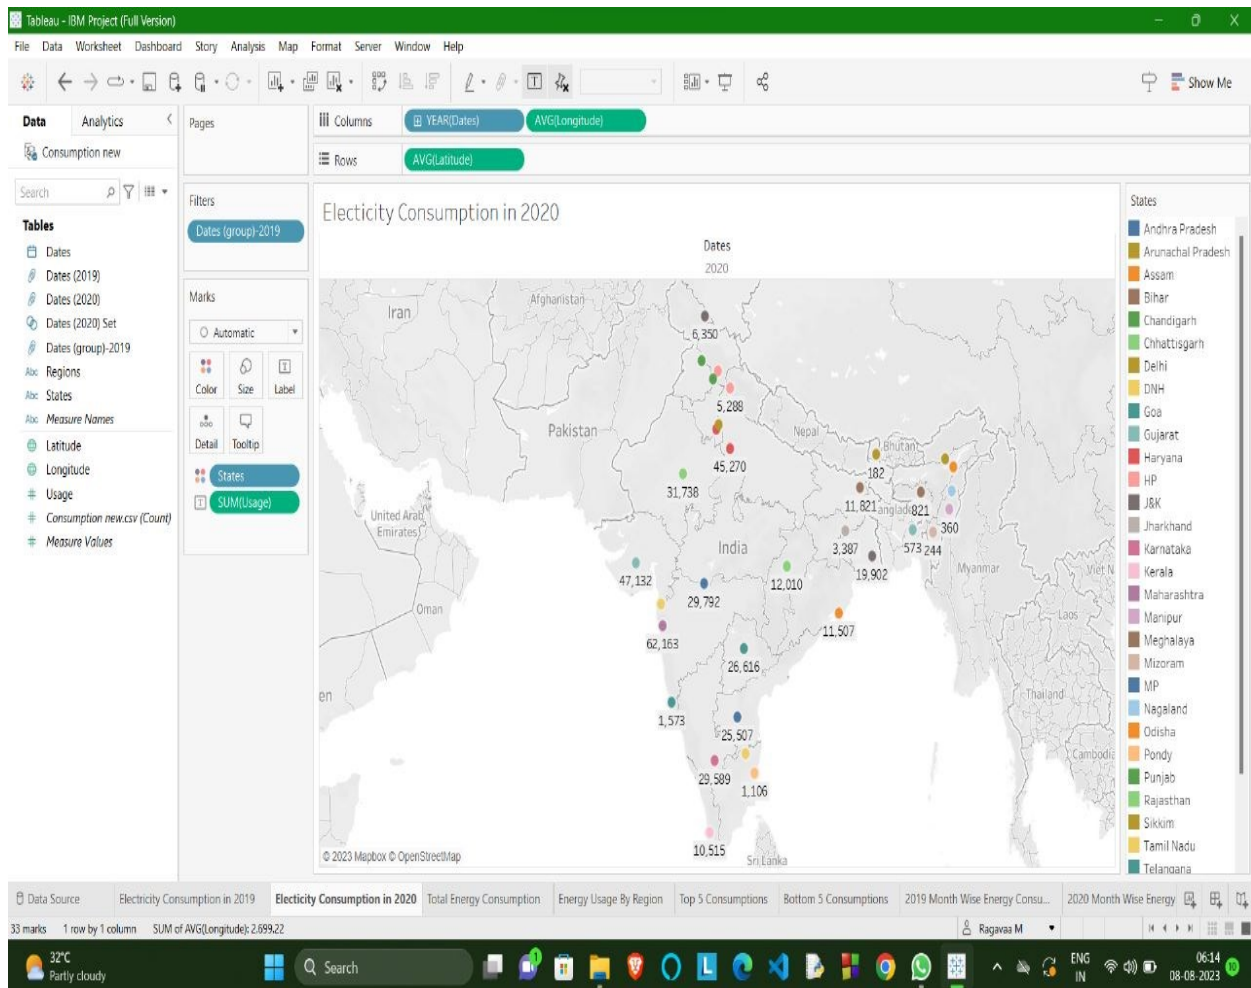 Tableau - IBM Project (Full Version)
File Data Worksheet Dashboard Story Analysis Map Format Server Window Help
Show Me
Data Analytics
Consumption new
Search
Tables
Dates
Dates (2019)
Dates (2020)
Dates (2020) Set
Dates (group)-2019
Abc Regions
Abc States
Abc Measure Names
Latitude
Longitude
Usage
Consumption new.csv (Count)
Measure Values
Pages
Filters
Dates (group)-2019
Marks
Automatic
Color Size Label
Detail Tooltip
States
SUM(Usage)
Columns YEAR(Dates) AVG(Longitude)
Rows AVG(Latitude)
Electicity Consumption in 2020
Dates
2020
Iran
Afghanistan
6,350
5,288
Pakistan
Nepal
Bhutan
45,270
182
31,738
11,821
821
360
United Arab
Emirates
India
3,387
573
244
Myanmar
Viet N
47,132
29,792
12,010
19,902
Oman
Laos
62,163
11,507
26,616
en
Thailand
1,573
25,507
Cambodia
29,589
1,106
10,515
Sri Lanka
© 2023 Mapbox © OpenStreetMap
States
Andhra Pradesh
Arunachal Pradesh
Assam
Bihar
Chandigarh
Chhattisgarh
Delhi
DNH
Goa
Gujarat
Haryana
HP
J&K
Jharkhand
Karnataka
Kerala
Maharashtra
Manipur
Meghalaya
Mizoram
MP
Nagaland
Odisha
Pondy
Punjab
Rajasthan
Sikkim
Tamil Nadu
Telangana
Data Source Electricity Consumption in 2019 Electicity Consumption in 2020 Total Energy Consumption Energy Usage By Region Top 5 Consumptions Bottom 5 Consumptions 2019 Month Wise Energy Consu... 2020 Month Wise Energy
33 marks 1 row by 1 column SUM of AVG(Longitude): 2,699.22
Ragavaa M
32°C
Partly cloudy
Search
ENG
IN
06:14
08-08-2023
10